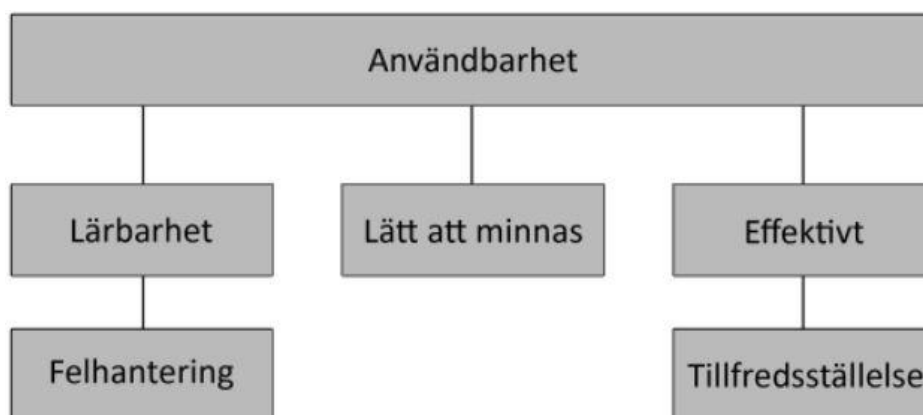 Användbarhet
Lärbarhet
Lätt att minnas
Effektivt
Felhantering
Tillfredsställelse